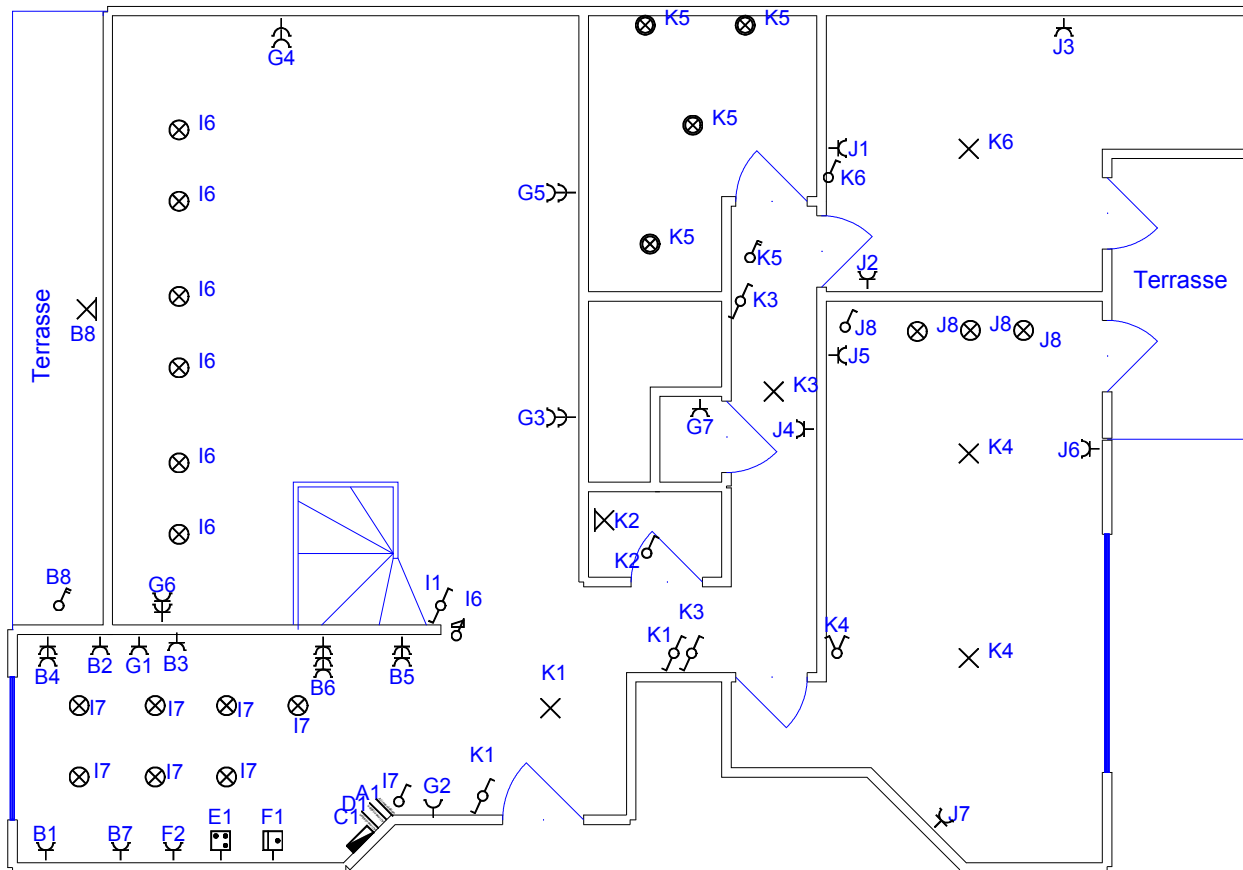 K5
K5
G4
J3
I6
K5
K6
J1
K6
I6
G5
K5
K5
J2
Terrasse
I6
K3
Terrasse
B8
J8
J8
J8
J8
J5
I6
K3
G3
G7
J4
K4
J6
I6
K2
I6
K2
B8
G6
I1
I6
K3
K1
K4
B4
B2
G1
B3
B6
B5
K4
I7
I7
I7
I7
K1
I7
I7
I7
K1
I7
A1
D1
C1
G2
J7
B1
B7
F2
E1
F1